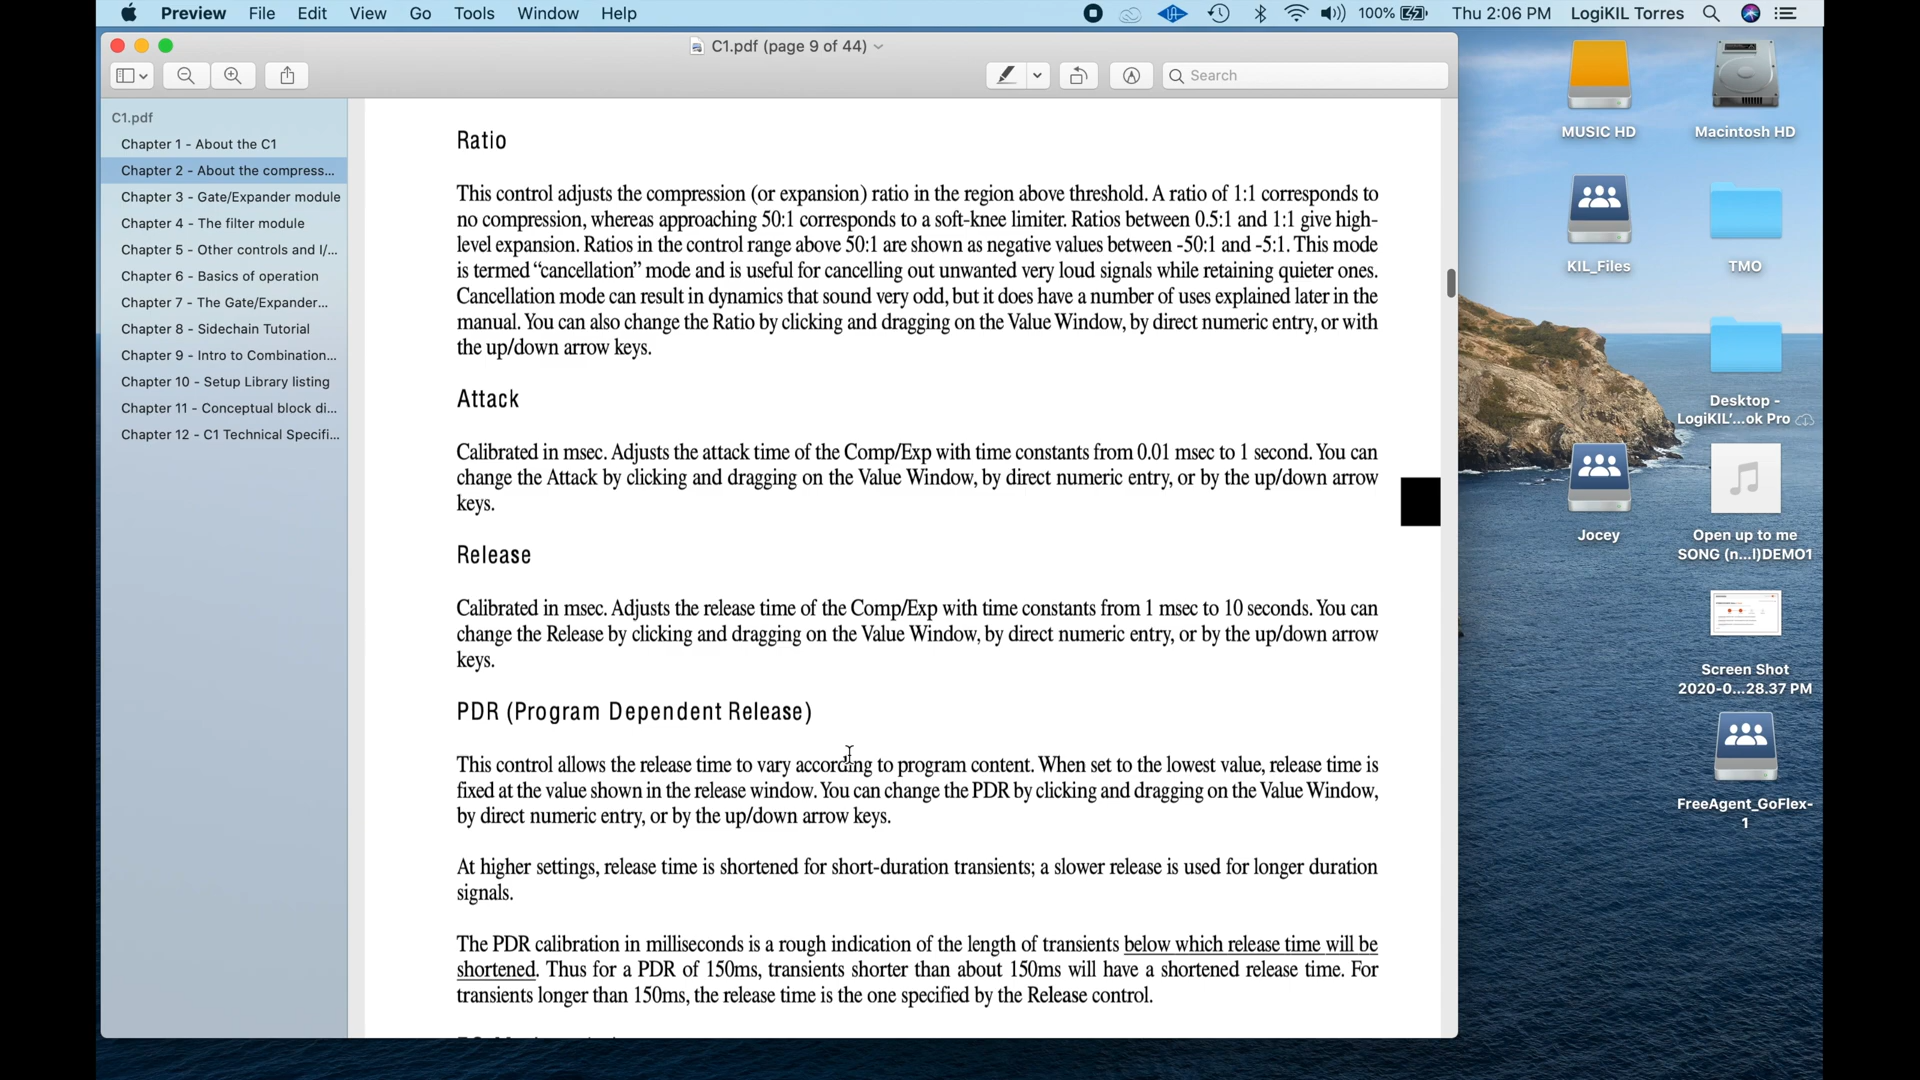 Preview File Edit View Go Tools Window Help
100% Thu 2:06 PM LogiKIL Torres
C1.pdf (page 9 of 44)
Search
C1.pdf
Chapter 1 - About the C1
Chapter 2 - About the compress...
Chapter 3 - Gate/Expander module
Chapter 4 - The filter module
Chapter 5 - Other controls and I/...
Chapter 6 - Basics of operation
Chapter 7 - The Gate/Expander...
Chapter 8 - Sidechain Tutorial
Chapter 9 - Intro to Combination...
Chapter 10 - Setup Library listing
Chapter 11 - Conceptual block di...
Chapter 12 - C1 Technical Specifi...
Ratio
This control adjusts the compression (or expansion) ratio in the region above threshold. A ratio of 1:1 corresponds to
no compression, whereas approaching 50:1 corresponds to a soft-knee limiter. Ratios between 0.5:1 and 1:1 give high-
level expansion. Ratios in the control range above 50:1 are shown as negative values between -50:1 and -5:1. This mode
is termed “cancellation” mode and is useful for cancelling out unwanted very loud signals while retaining quieter ones.
Cancellation mode can result in dynamics that sound very odd, but it does have a number of uses explained later in the
manual. You can also change the Ratio by clicking and dragging on the Value Window, by direct numeric entry, or with
the up/down arrow keys.
Attack
Calibrated in msec. Adjusts the attack time of the Comp/Exp with time constants from 0.01 msec to 1 second. You can
change the Attack by clicking and dragging on the Value Window, by direct numeric entry, or by the up/down arrow
keys.
Release
Calibrated in msec. Adjusts the release time of the Comp/Exp with time constants from 1 msec to 10 seconds. You can
change the Release by clicking and dragging on the Value Window, by direct numeric entry, or by the up/down arrow
keys.
PDR (Program Dependent Release)
This control allows the release time to vary according to program content. When set to the lowest value, release time is
fixed at the value shown in the release window. You can change the PDR by clicking and dragging on the Value Window,
by direct numeric entry, or by the up/down arrow keys.
At higher settings, release time is shortened for short-duration transients; a slower release is used for longer duration
signals.
The PDR calibration in milliseconds is a rough indication of the length of transients below which release time will be
shortened. Thus for a PDR of 150ms, transients shorter than about 150ms will have a shortened release time. For
transients longer than 150ms, the release time is the one specified by the Release control.
MUSIC HD
Macintosh HD
KIL_Files
TMO
Desktop -
LogiKIL'...ok Pro
Jocey
Open up to me
SONG (n...l)DEMO1
Screen Shot
2020-0...28.37 PM
FreeAgent_GoFlex-
1